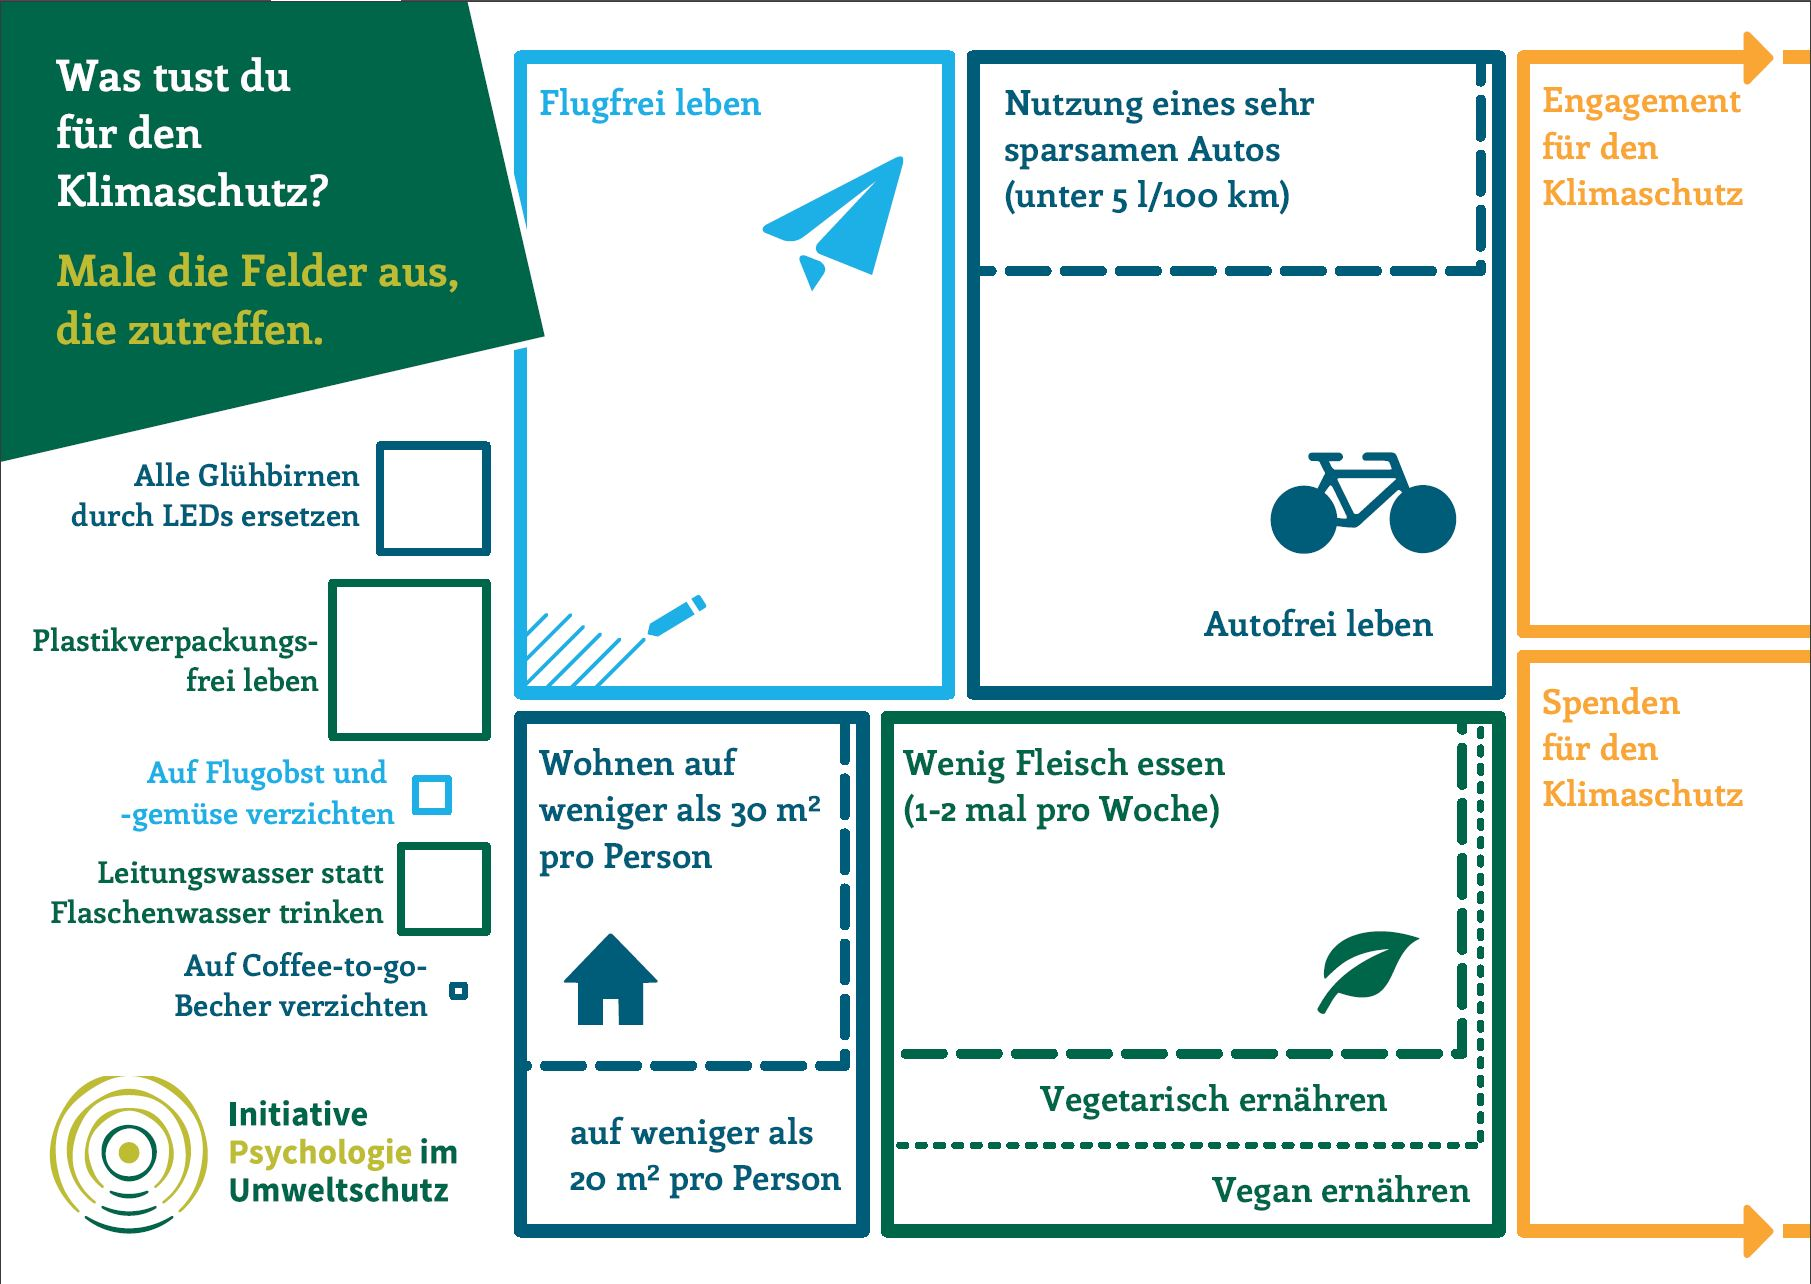 Was tust du
für den
Klimaschutz?
Male die Felder aus,
die zutreffen.
Alle Glühbirnen
durch LEDs ersetzen
Plastikverpackungs-
frei leben
Auf Flugobst und
-gemüse verzichten
Leitungswasser statt
Flaschenwasser trinken
Auf Coffee-to-go-
Becher verzichten
Initiative
Psychologie im
Umweltschutz
Flugfrei leben
Nutzung eines sehr
sparsamen Autos
(unter 5 l/100 km)
Autofrei leben
Wohnen auf
weniger als 30 m²
pro Person
auf weniger als
20 m² pro Person
Wenig Fleisch essen
(1-2 mal pro Woche)
Vegetarisch ernähren
Vegan ernähren
Engagement
für den
Klimaschutz
Spenden
für den
Klimaschutz